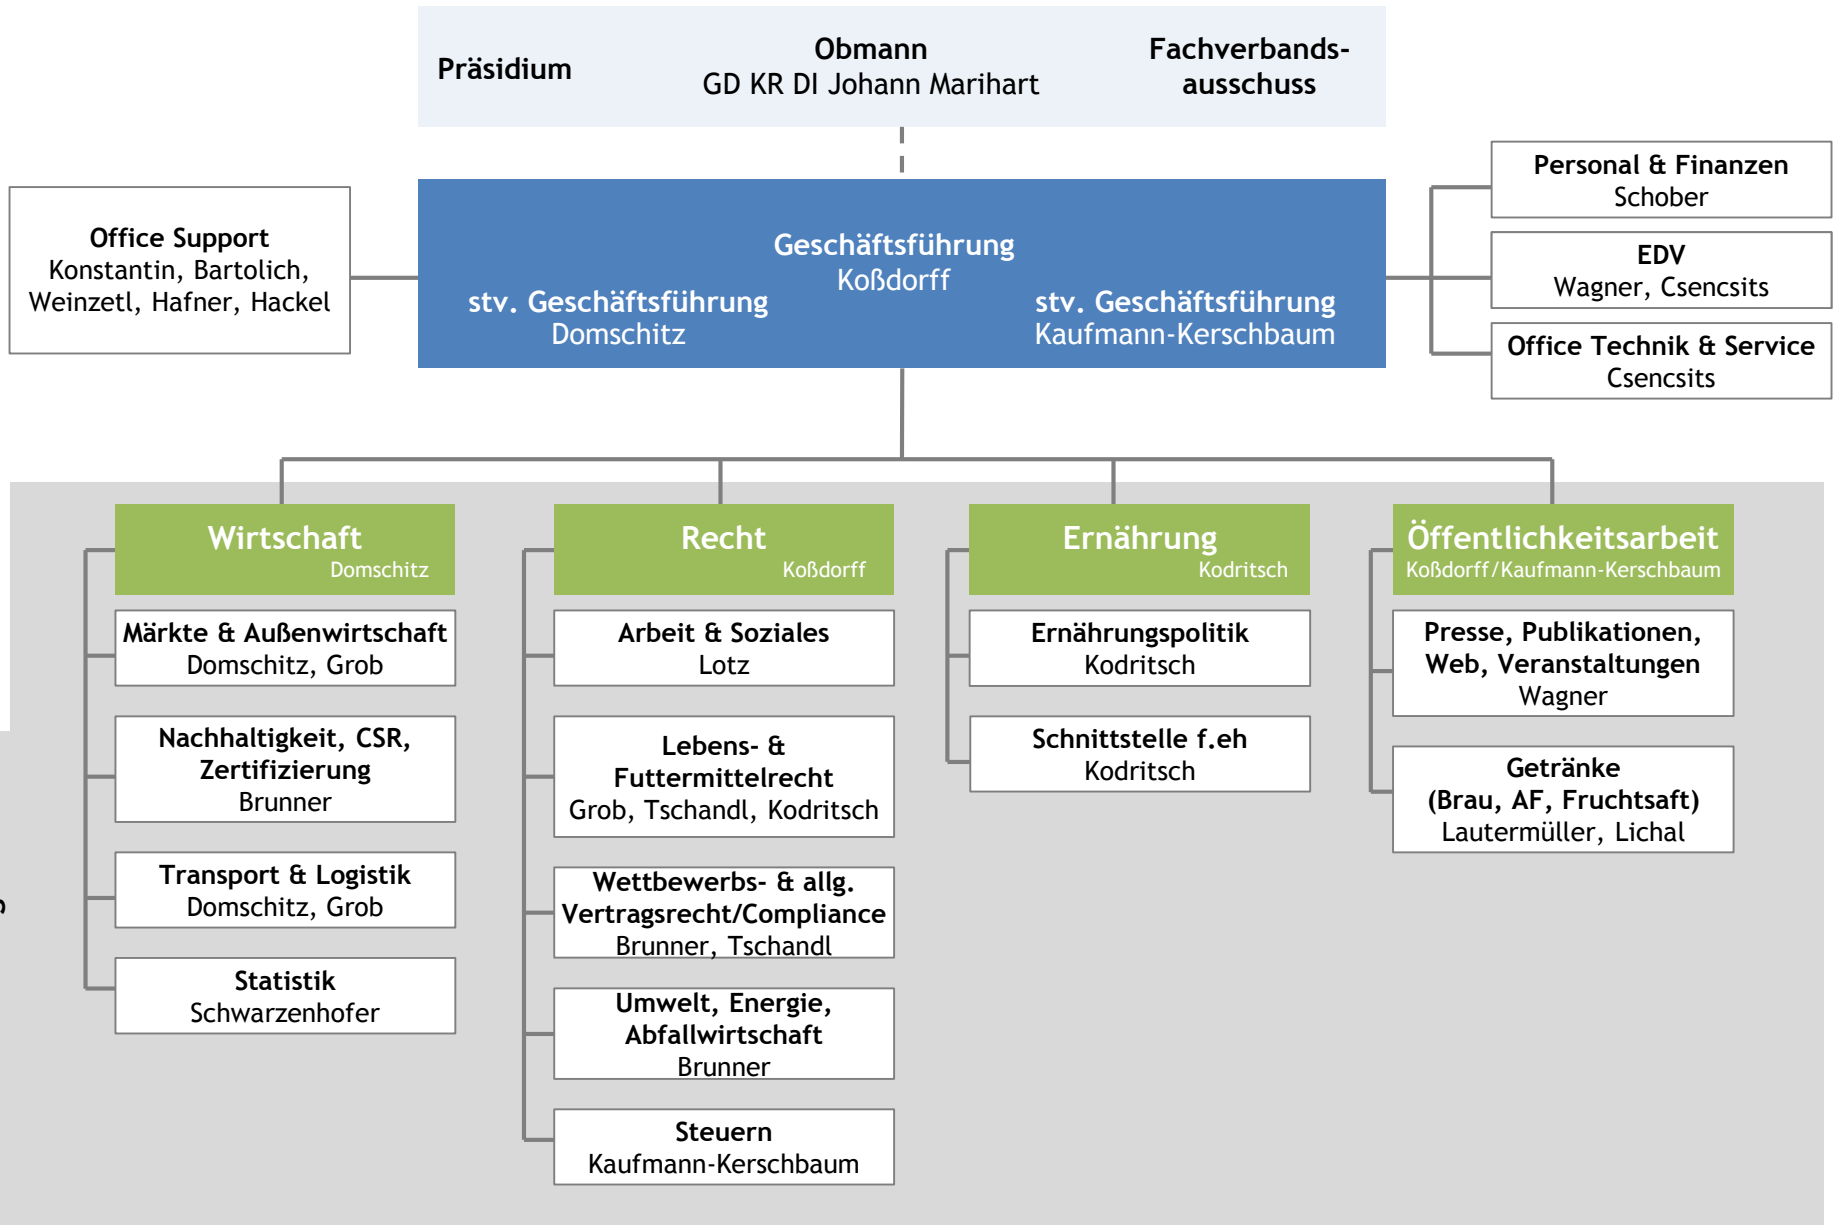 Präsidium
Obmann
GD KR DI Johann Marihart
Fachverbands-
ausschuss
Office Support
Konstantin, Bartolich,
Weinzetl, Hafner, Hackel
Geschäftsführung
Koßdorff
stv. Geschäftsführung
Domschitz
stv. Geschäftsführung
Kaufmann-Kerschbaum
Personal & Finanzen
Schober
EDV
Wagner, Csencsits
Office Technik & Service
Csencsits
Wirtschaft
Domschitz
Märkte & Außenwirtschaft
Domschitz, Grob
Nachhaltigkeit, CSR,
Zertifizierung
Brunner
Transport & Logistik
Domschitz, Grob
Statistik
Schwarzenhofer
Recht
Koßdorff
Arbeit & Soziales
Lotz
Lebens- &
Futtermittelrecht
Grob, Tschandl, Kodritsch
Wettbewerbs- & allg.
Vertragsrecht/Compliance
Brunner, Tschandl
Umwelt, Energie,
Abfallwirtschaft
Brunner
Steuern
Kaufmann-Kerschbaum
Ernährung
Kodritsch
Ernährungspolitik
Kodritsch
Schnittstelle f.eh
Kodritsch
Öffentlichkeitsarbeit
Koßdorff/Kaufmann-Kerschbaum
Presse, Publikationen,
Web, Veranstaltungen
Wagner
Getränke
(Brau, AF, Fruchtsaft)
Lautermüller, Lichal